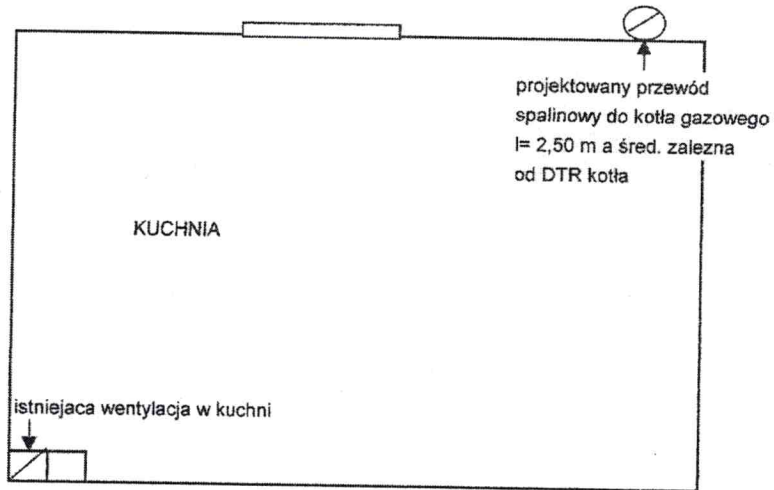 projektowany przewód
spalinowy do kotła gazowego
l= 2,50 m a śred. zalezna
od DTR kotła
KUCHNIA
istniejaca wentylacja w kuchni